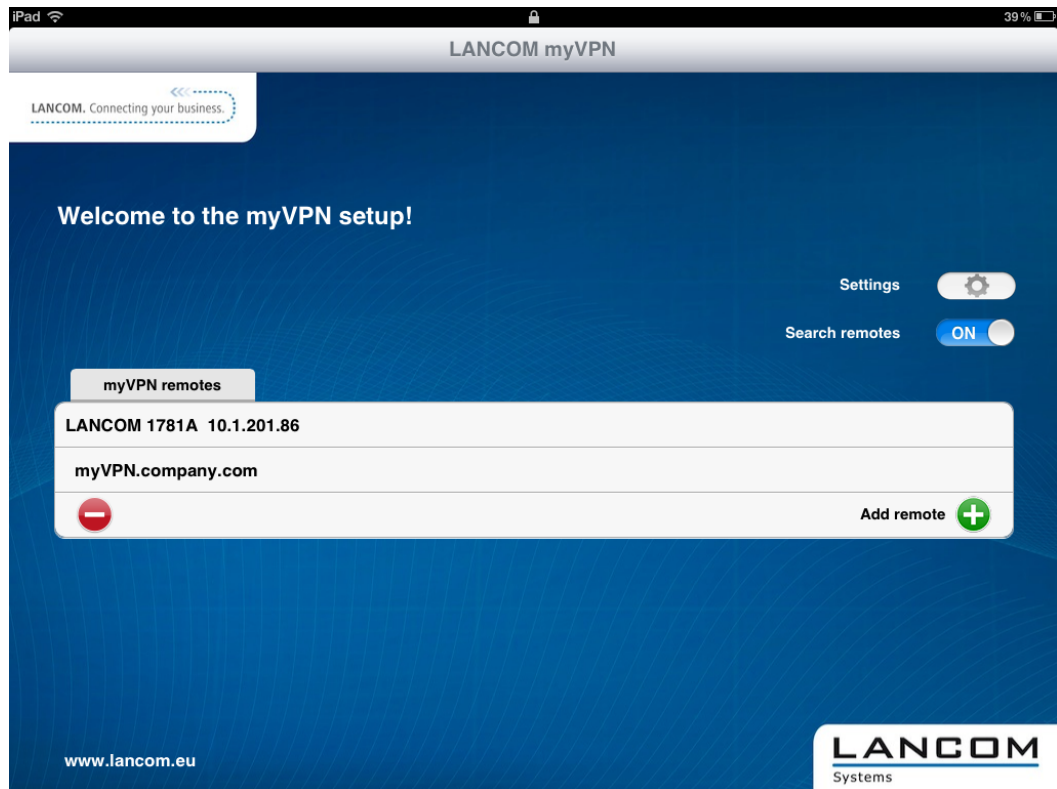 iPad 39%
LANCOM myVPN
LANCOM. Connecting your business.
Welcome to the myVPN setup!
Settings
Search remotes ON
myVPN remotes
LANCOM 1781A 10.1.201.86
myVPN.company.com
Add remote
www.lancom.eu
LANCOM
Systems